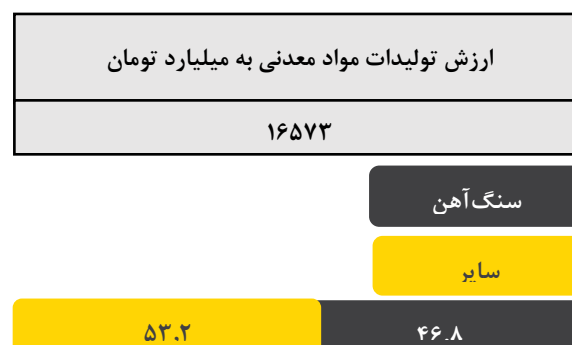 ارزش تولیدات مواد معدنی به میلیارد تومان
۱۶۵۷۳
سنگ‌آهن
سایر
۴۶.۸
۵۳.۲